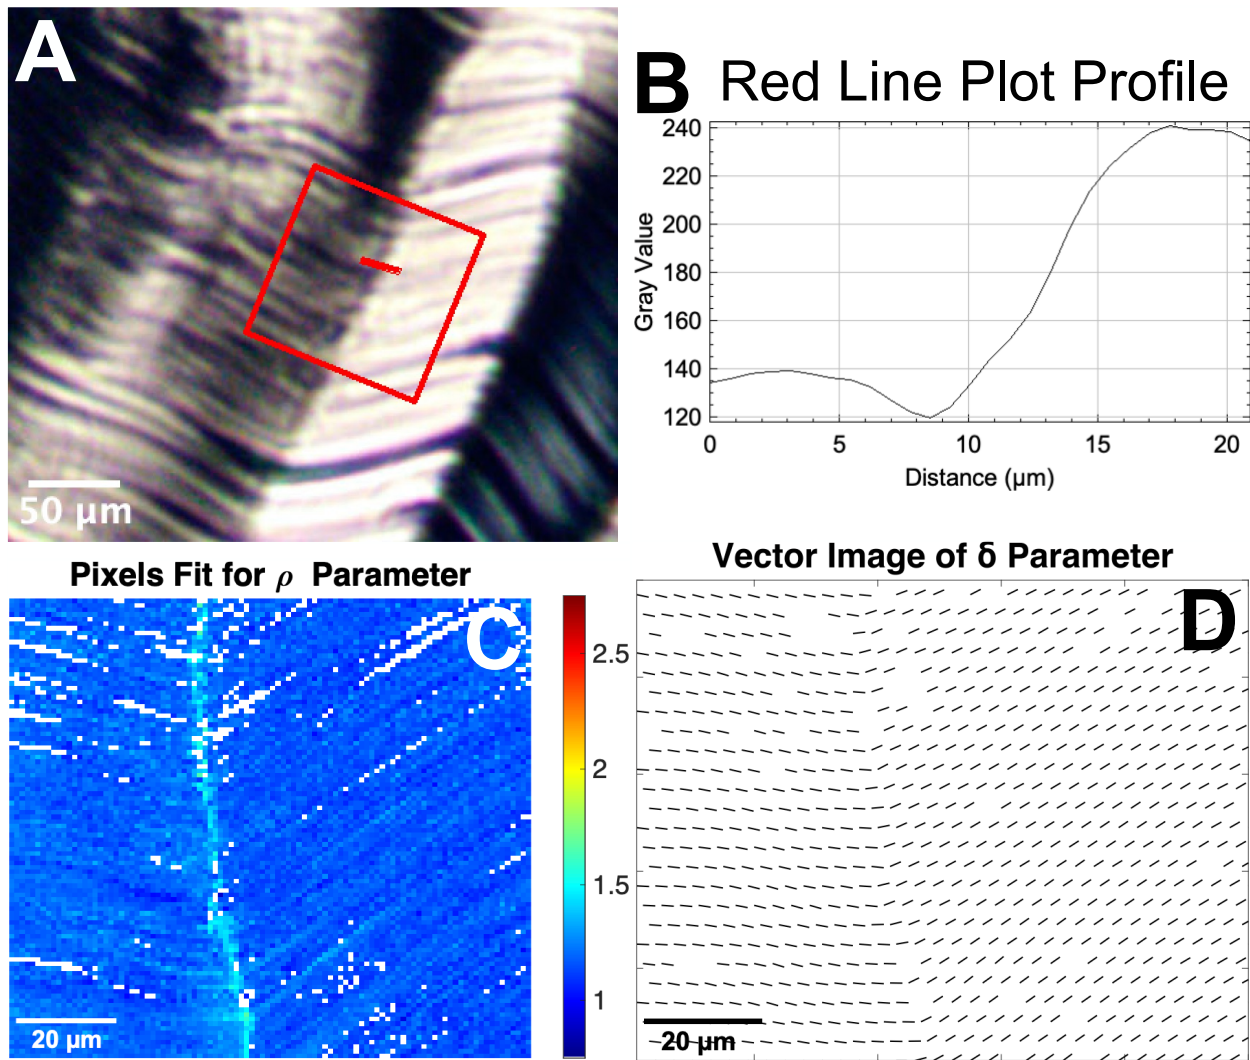 A
50 μm
B Red Line Plot Profile
240
220
200
180
160
140
120
Gray Value
0 5 10 15 20
Distance (μm)
Pixels Fit for ρ Parameter
C
2.5
2
1.5
1
20 μm
Vector Image of δ Parameter
D
20 μm